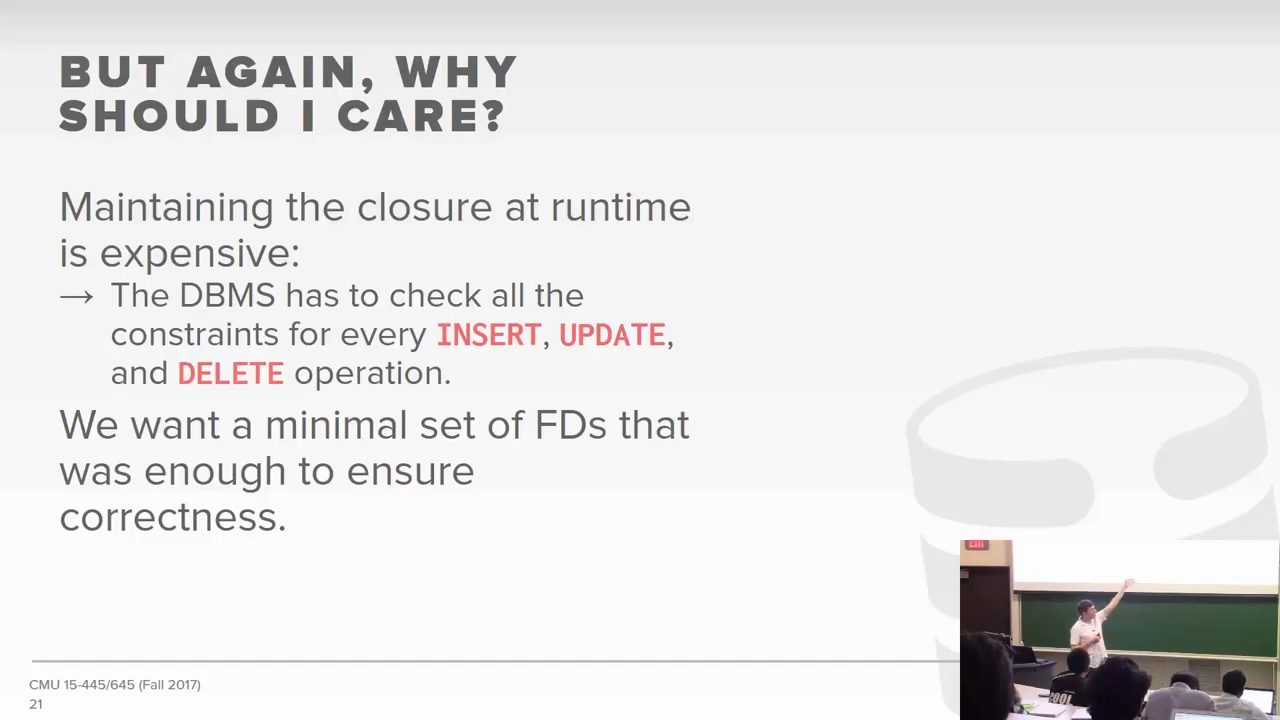 BUT AGAIN, WHY
SHOULD I CARE?
Maintaining the closure at runtime
is expensive:
→ The DBMS has to check all the
constraints for every INSERT, UPDATE,
and DELETE operation.
We want a minimal set of FDs that
was enough to ensure
correctness.
CMU 15-445/645 (Fall 2017)
21